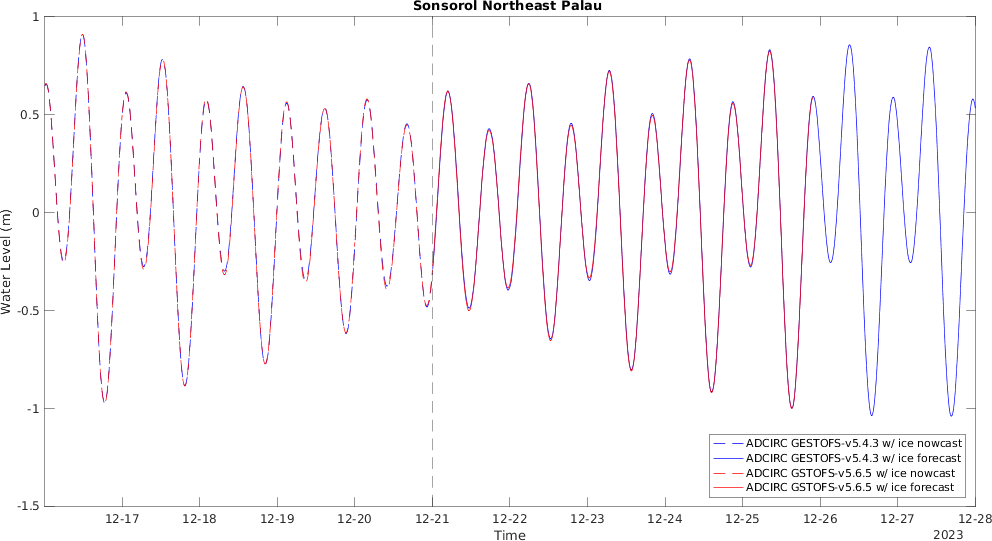 Sonsorol Northeast Palau
1
0.5
0
-0.5
-1
-1.5
Water Level (m)
ADCIRC GESTOFS-v5.4.3 w/ ice nowcast
ADCIRC GESTOFS-v5.4.3 w/ ice forecast
ADCIRC GSTOFS-v5.6.5 w/ ice nowcast
ADCIRC GSTOFS-v5.6.5 w/ ice forecast
12-17 12-18 12-19 12-20 12-21 12-22 12-23 12-24 12-25 12-26 12-27 12-28
Time
2023